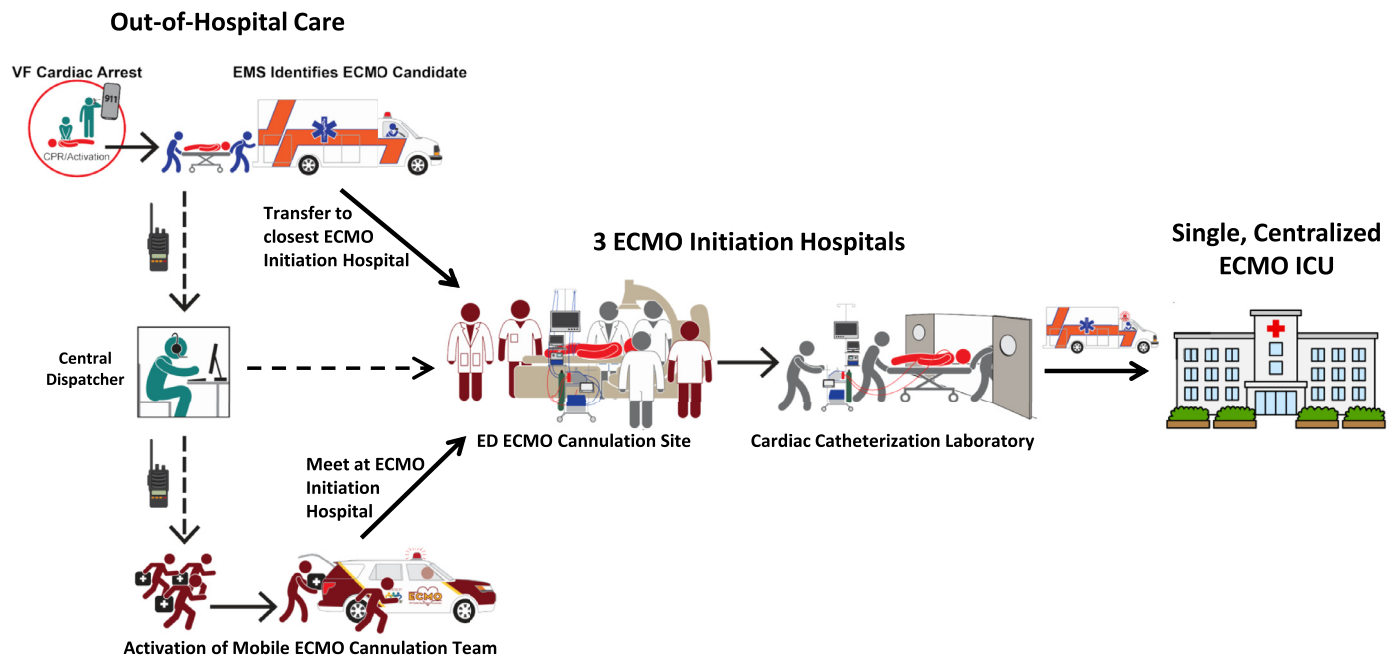 Out-of-Hospital Care
VF Cardiac Arrest
EMS Identifies ECMO Candidate
911
CPR/Activation
Transfer to
closest ECMO
Initiation Hospital
3 ECMO Initiation Hospitals
Single, Centralized
ECMO ICU
Central
Dispatcher
ED ECMO Cannulation Site
Cardiac Catheterization Laboratory
Meet at ECMO
Initiation
Hospital
ECMO
Activation of Mobile ECMO Cannulation Team